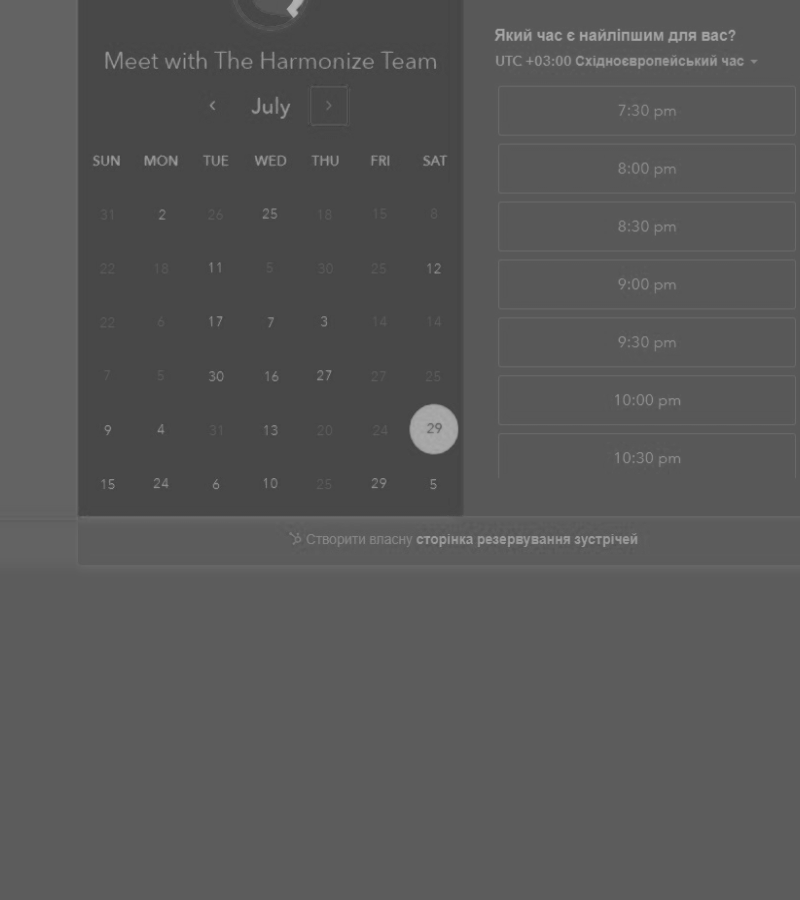 Meet with The Harmonize Team
July
SUN MON TUE WED THU FRI SAT
31 2 26 25 18 15 8
22 18 11 5 30 25 12
22 6 17 7 3 14 14
7 5 30 16 27 27 25
9 4 31 13 20 24 29
15 24 6 10 25 29 5
Який час є найліпшим для вас?
UTC +03:00 Східноєвропейський час
7:30 pm
8:00 pm
8:30 pm
9:00 pm
9:30 pm
10:00 pm
10:30 pm
Створити власну сторінка резервування зустрічей